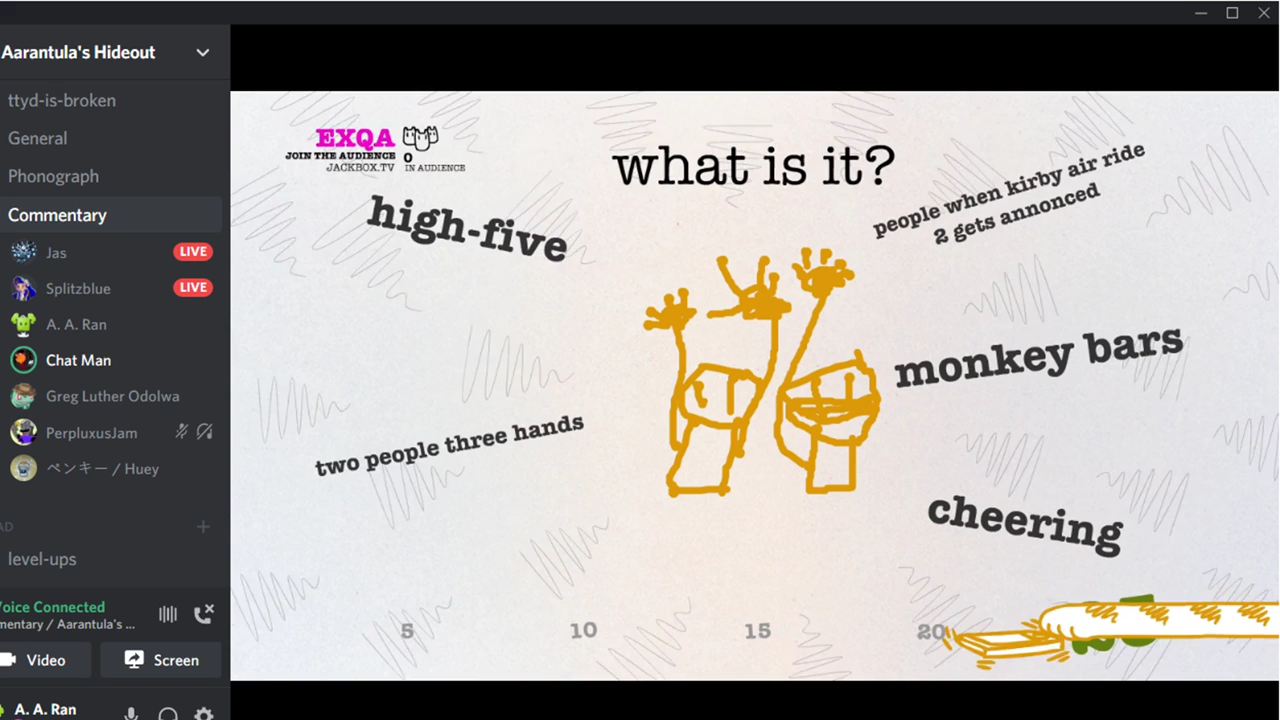 Aarantula's Hideout
ttyd-is-broken
General
Phonograph
Commentary
Jas LIVE
Splitzblue LIVE
A. A. Ran
Chat Man
Greg Luther Odolwa
PerpluxusJam
ペンキー / Huey
AD
level-ups
Voice Connected
mentary / Aarantula's ...
Video
Screen
A. A. Ran
EXQA
JOIN THE AUDIENCE
JACKBOX.TV
0
IN AUDIENCE
what is it?
high-five
people when kirby air ride
2 gets annonced
monkey bars
two people three hands
cheering
5 10 15 20